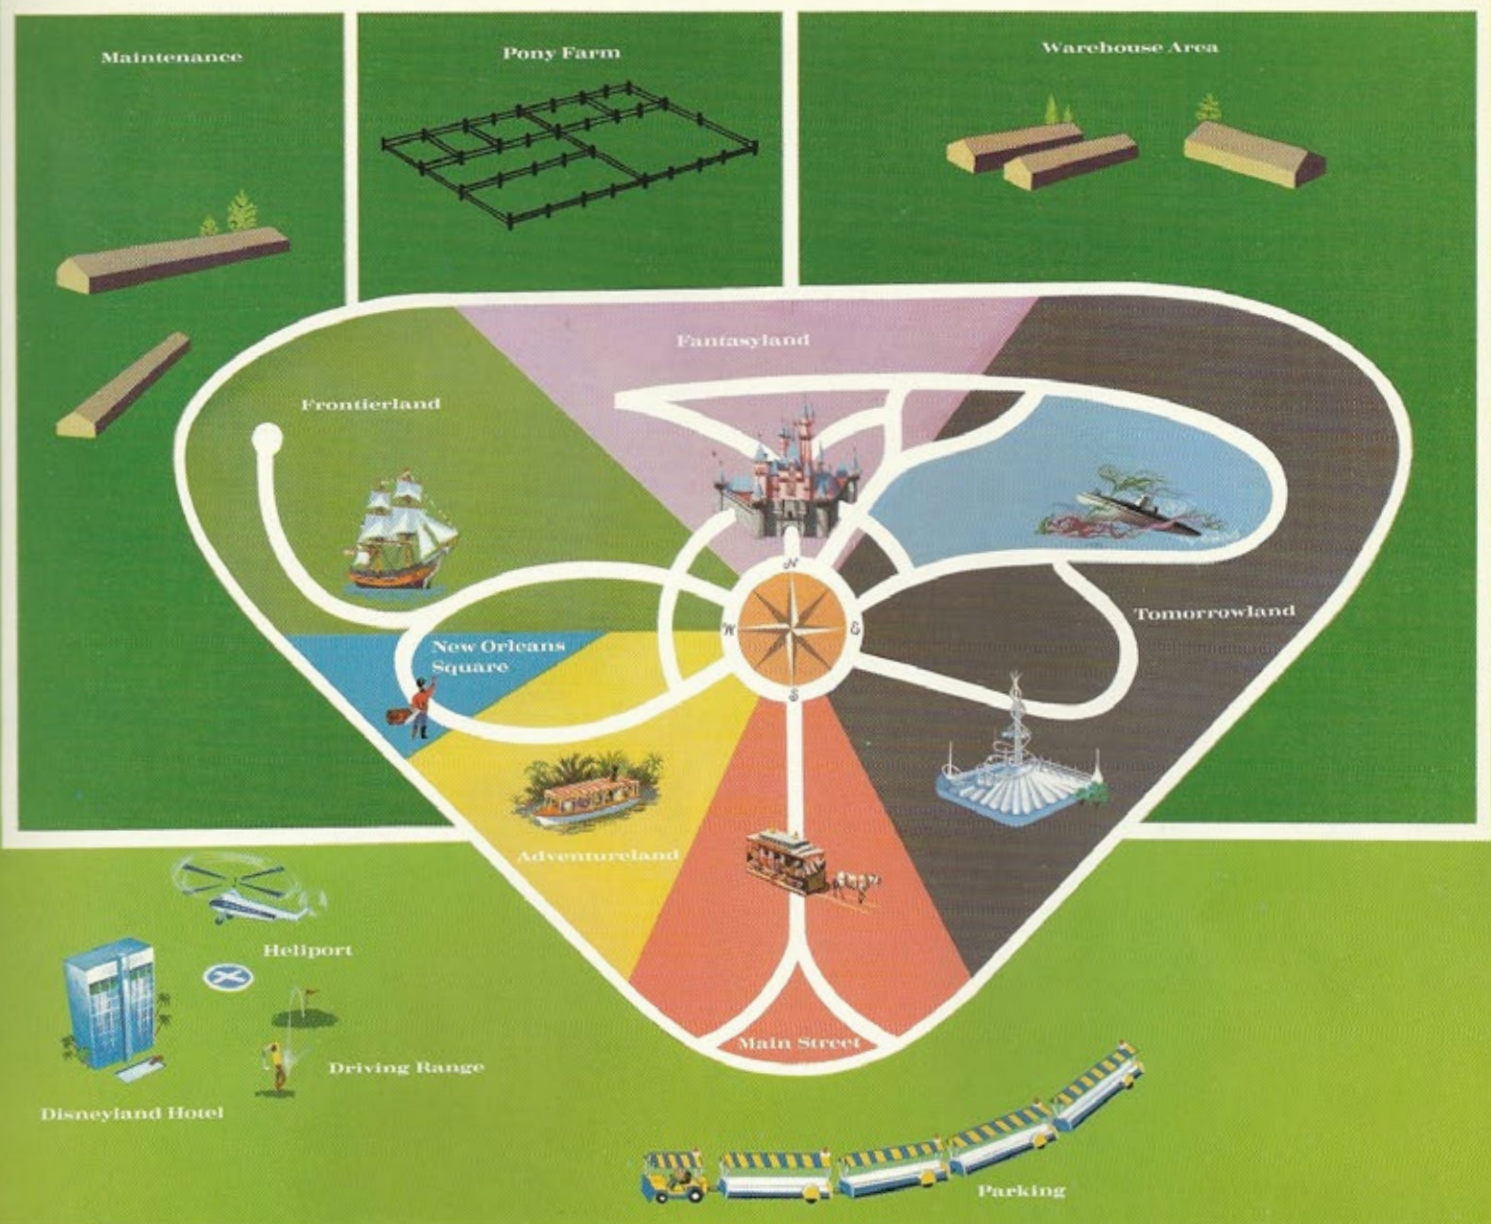 Maintenance
Pony Farm
Warehouse Area
Fantasyland
Frontierland
N
W
E
S
Tomorrowland
New Orleans
Square
Adventureland
Heliport
Main Street
Driving Range
Disneyland Hotel
Parking